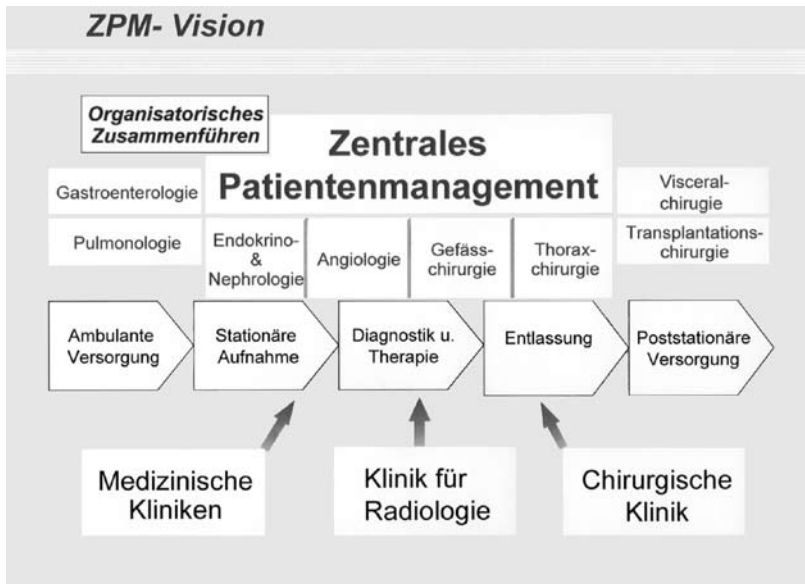 ZPM- Vision
Organisatorisches
Zusammenführen
Zentrales
Patientenmanagement
Gastroenterologie
Pulmonologie
Endokrino-
&
Nephrologie
Angiologie
Gefäss-
chirurgie
Thorax-
chirurgie
Visceral-
chirugie
Transplantations-
chirurgie
Ambulante
Versorgung
Stationäre
Aufnahme
Diagnostik u.
Therapie
Entlassung
Poststationäre
Versorgung
Medizinische
Kliniken
Klinik für
Radiologie
Chirurgische
Klinik